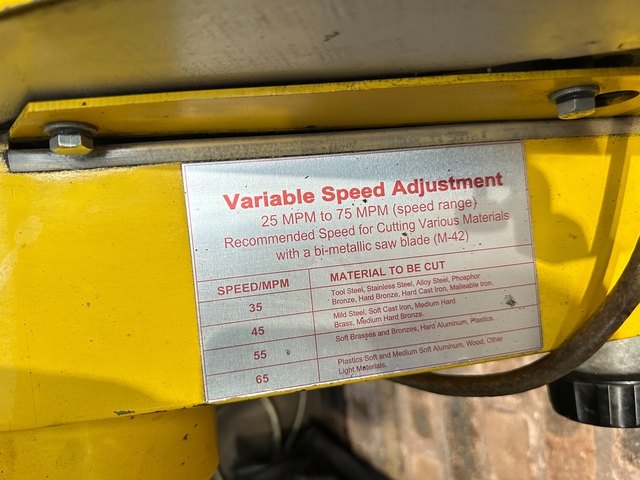 Variable Speed Adjustment
25 MPM to 75 MPM (speed range)
Recommended Speed for Cutting Various Materials
with a bi-metallic saw blade (M-42)
SPEED/MPM MATERIAL TO BE CUT
35 Tool Steel, Stainless Steel, Alloy Steel, Phosphor
Bronze, Hard Bronze, Hard Cast Iron, Malleable Iron.
45 Mild Steel, Soft Cast Iron, Medium Hard
Brass, Medium Hard Bronze.
55 Soft Brasses and Bronzes, Hard Aluminum, Plastics.
65 Plastics Soft and Medium Soft Aluminum, Wood, Other
Light Materials.